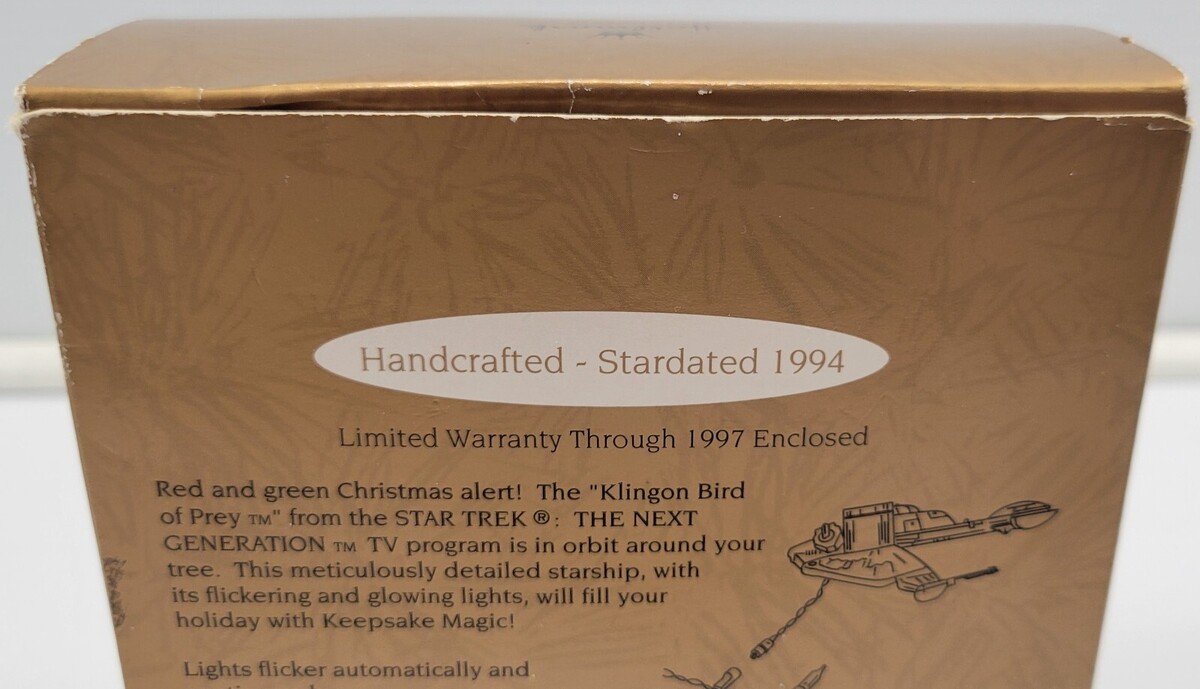 Handcrafted - Stardated 1994
Limited Warranty Through 1997 Enclosed
Red and green Christmas alert! The "Klingon Bird
of Prey ™" from the STAR TREK ®: THE NEXT
GENERATION ™ TV program is in orbit around your
tree. This meticulously detailed starship, with
its flickering and glowing lights, will fill your
holiday with Keepsake Magic!
Lights flicker automatically and